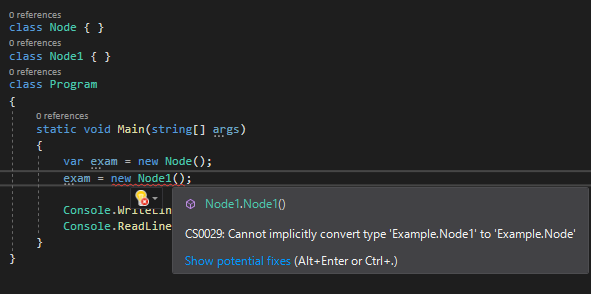 0 references
class Node { }
0 references
class Node1 { }
0 references
class Program
{
0 references
static void Main(string[] args)
{
var exam = new Node();
exam = new Node1();
Node1.Node1()
CS0029: Cannot implicitly convert type 'Example.Node1' to 'Example.Node'
Show potential fixes (Alt+Enter or Ctrl+.)
Console.WriteLin
Console.ReadLine
}
}